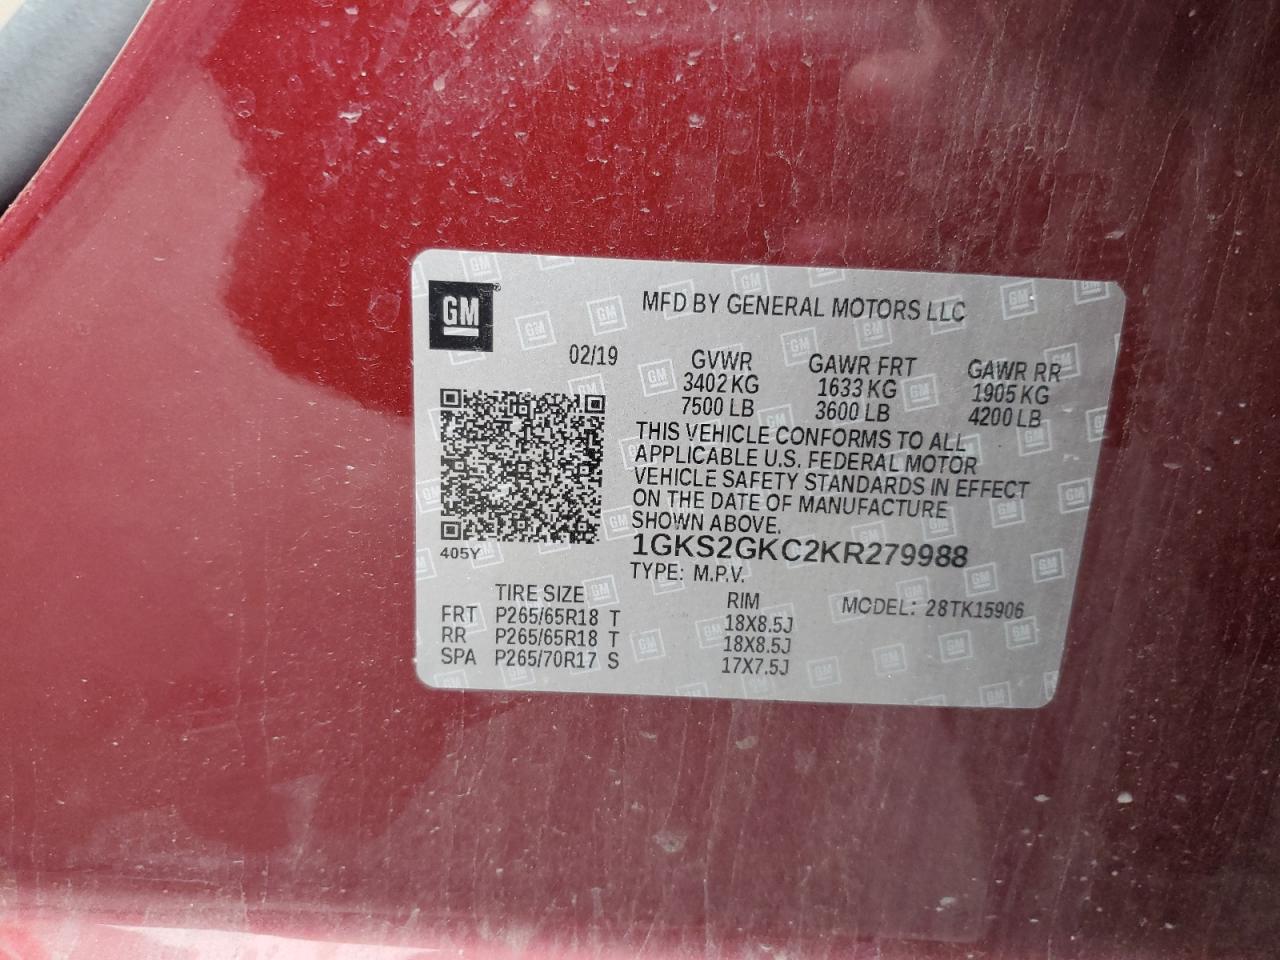 GM
MFD BY GENERAL MOTORS LLC
02/19 GVWR GAWR FRT GAWR RR
3402 KG 1633 KG 1905 KG
7500 LB 3600 LB 4200 LB
THIS VEHICLE CONFORMS TO ALL
APPLICABLE U.S. FEDERAL MOTOR
VEHICLE SAFETY STANDARDS IN EFFECT
ON THE DATE OF MANUFACTURE
SHOWN ABOVE.
405Y 1GKS2GKC2KR279988
TYPE: M.P.V.
TIRE SIZE RIM MODEL: 28TK15906
FRT P265/65R18 T 18X8.5J
RR P265/65R18 T 18X8.5J
SPA P265/70R17 S 17X7.5J